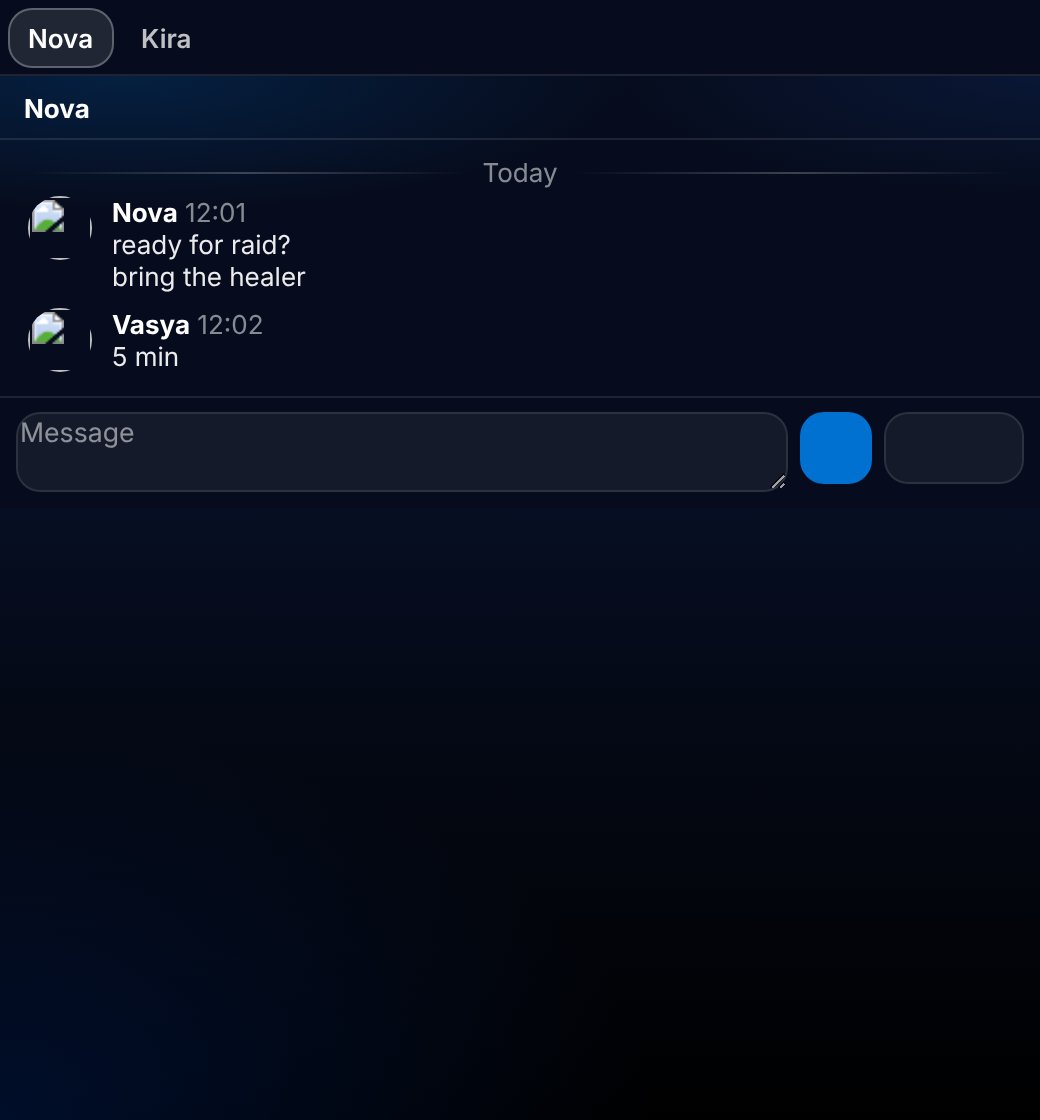 Nova Kira
Nova
Today
Nova 12:01
ready for raid?
bring the healer
Vasya 12:02
5 min
Message